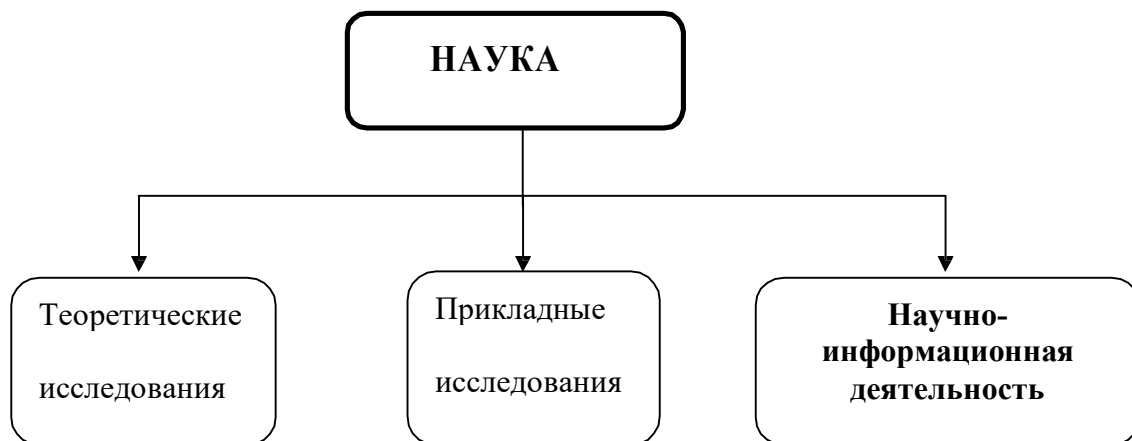 НАУКА
Теоретические
исследования
Прикладные
исследования
Научно-
информационная
деятельность